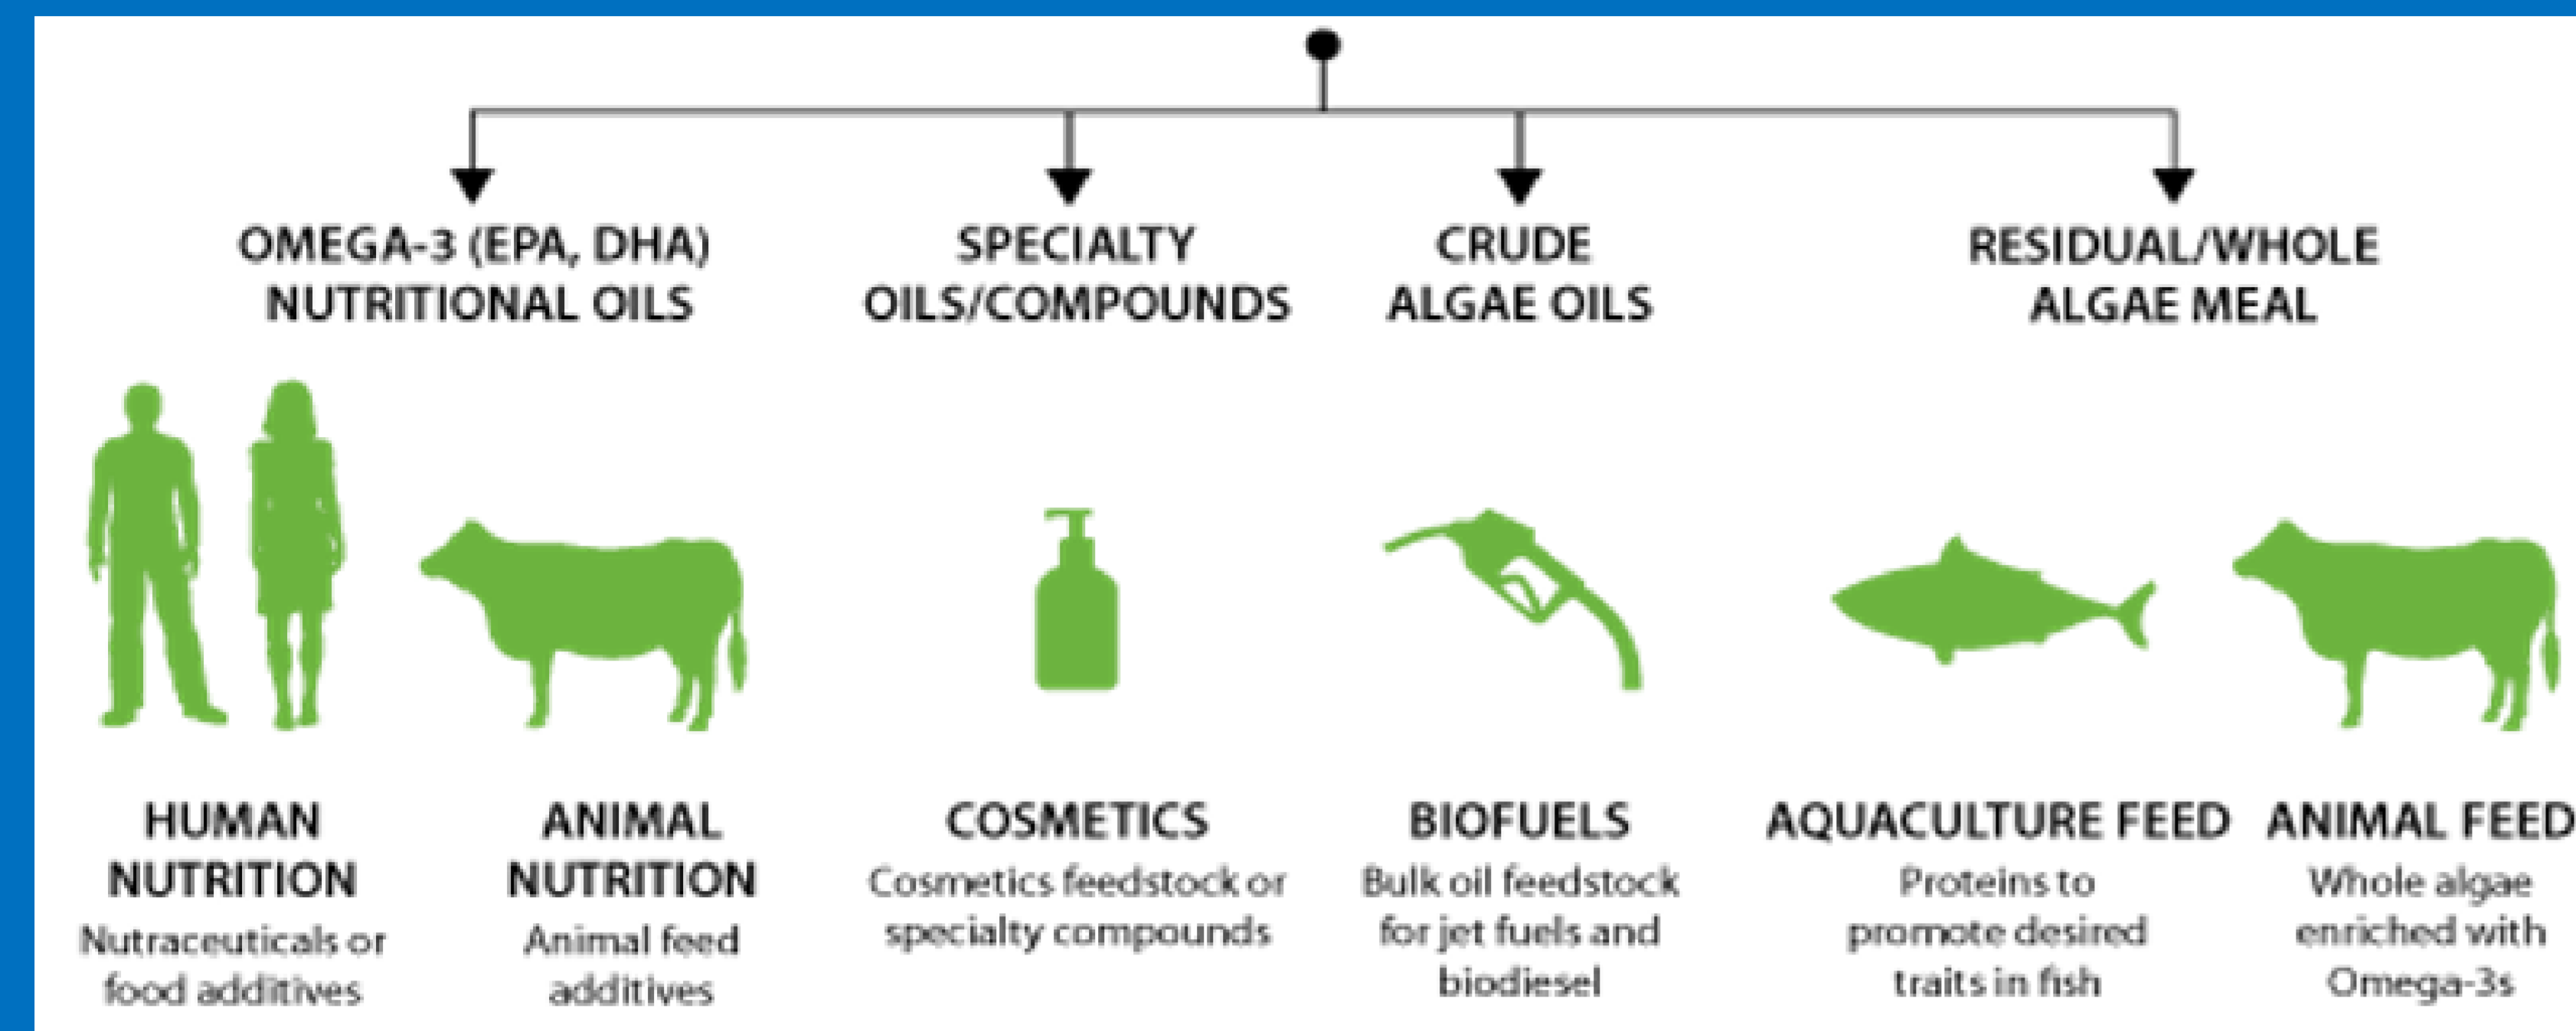 OMEGA-3 (EPA, DHA)
NUTRITIONAL OILS
SPECIALTY
OILS/COMPOUNDS
CRUDE
ALGAE OILS
RESIDUAL/WHOLE
ALGAE MEAL
HUMAN
NUTRITION
Nutraceuticals or
food additives
ANIMAL
NUTRITION
Animal feed
additives
COSMETICS
Cosmetics feedstock or
specialty compounds
BIOFUELS
Bulk oil feedstock
for jet fuels and
biodiesel
AQUACULTURE FEED
Proteins to
promote desired
traits in fish
ANIMAL FEED
Whole algae
enriched with
Omega-3s